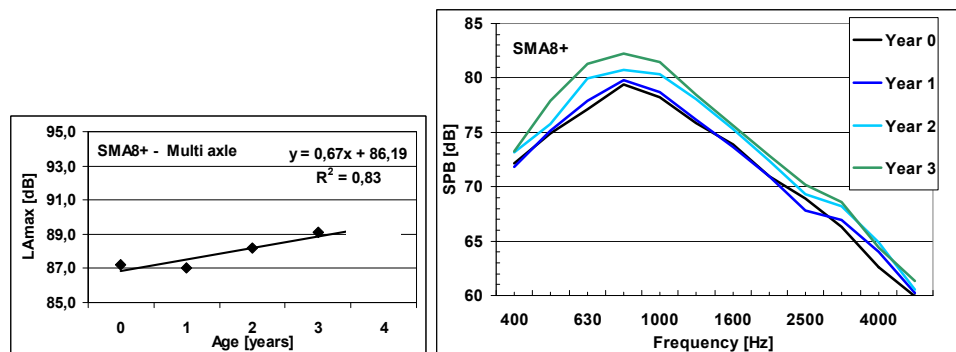 SMA8+ - Multi axle
y = 0,67x + 86,19
R² = 0,83
LAmax [dB]
95,0
93,0
91,0
89,0
87,0
85,0
0 1 2 3 4
Age [years]
SMA8+
SPB [dB]
85
80
75
70
65
60
400 630 1000 1600 2500 4000
Frequency [Hz]
Year 0
Year 1
Year 2
Year 3